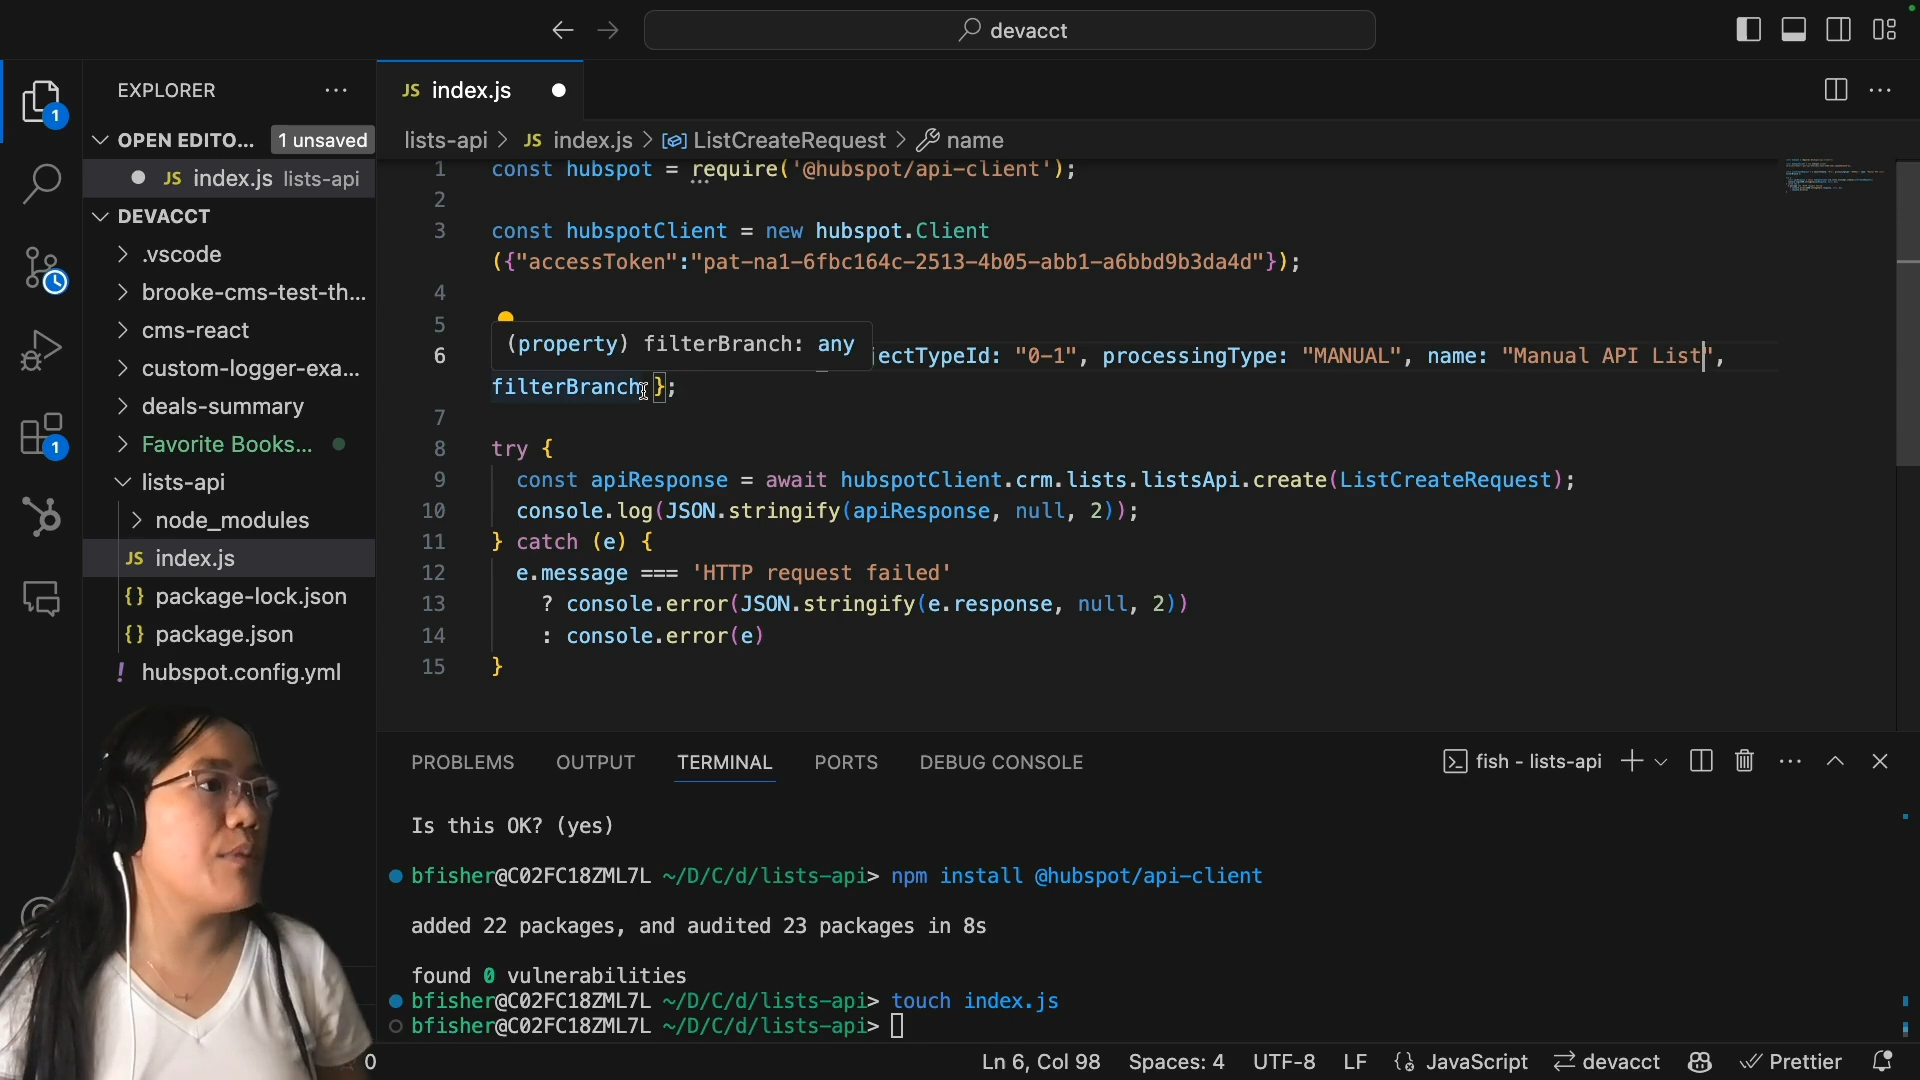 devacct
EXPLORER
JS index.js
1
OPEN EDITO... 1 unsaved
lists-api > JS index.js > ListCreateRequest > name
JS index.js lists-api
DEVACCT
.vscode
brooke-cms-test-th...
cms-react
custom-logger-exa...
deals-summary
Favorite Books...
1
lists-api
node_modules
JS index.js
{} package-lock.json
{} package.json
! hubspot.config.yml
1 const hubspot = require('@hubspot/api-client');
2
3 const hubspotClient = new hubspot.Client
({"accessToken":"pat-na1-6fbc164c-2513-4b05-abb1-a6bbd9b3da4d"});
4
5
(property) filterBranch: any
6 jectTypeId: "0-1", processingType: "MANUAL", name: "Manual API List",
filterBranch };
7
8 try {
9 const apiResponse = await hubspotClient.crm.lists.listsApi.create(ListCreateRequest);
10 console.log(JSON.stringify(apiResponse, null, 2));
11 } catch (e) {
12 e.message === 'HTTP request failed'
13 ? console.error(JSON.stringify(e.response, null, 2))
14 : console.error(e)
15 }
PROBLEMS OUTPUT TERMINAL PORTS DEBUG CONSOLE
fish - lists-api
Is this OK? (yes)
bfisher@C02FC18ZML7L ~/D/C/d/lists-api> npm install @hubspot/api-client
added 22 packages, and audited 23 packages in 8s
found 0 vulnerabilities
bfisher@C02FC18ZML7L ~/D/C/d/lists-api> touch index.js
bfisher@C02FC18ZML7L ~/D/C/d/lists-api>
0 Ln 6, Col 98 Spaces: 4 UTF-8 LF {} JavaScript devacct Prettier